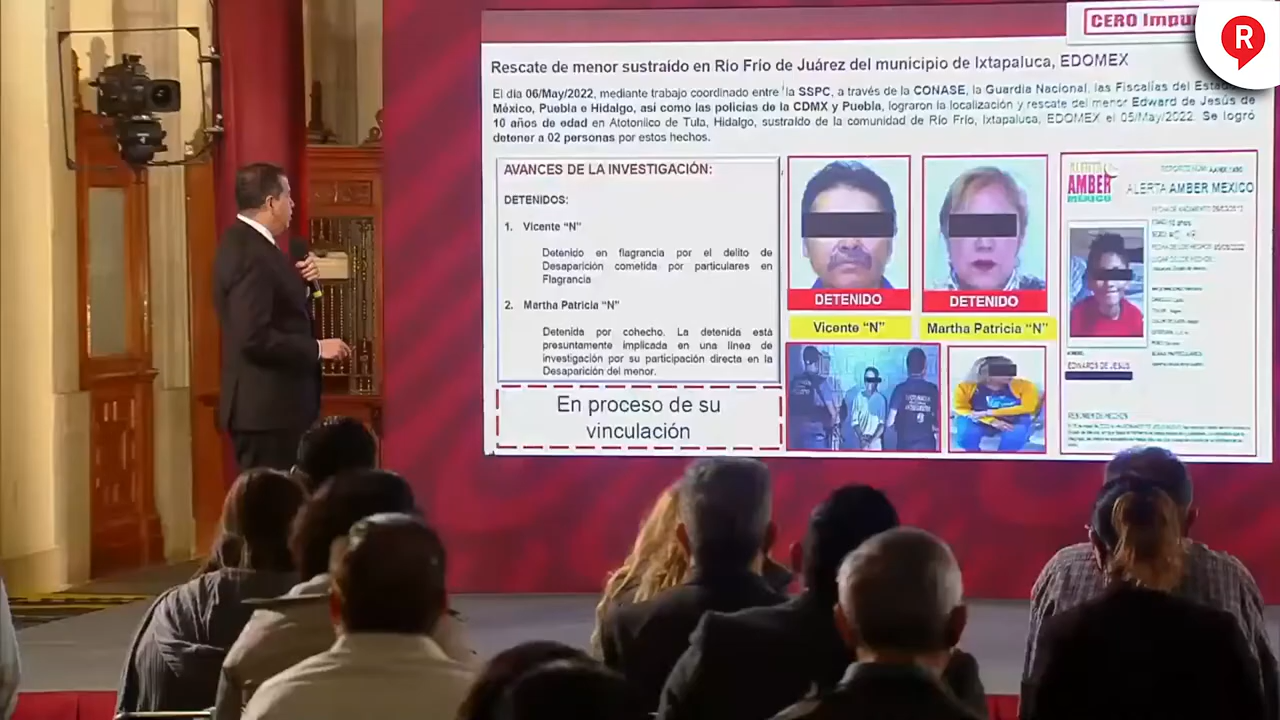 CERO Impu
R
Rescate de menor sustraído en Río Frío de Juárez del municipio de Ixtapaluca, EDOMEX
El día 06/May/2022, mediante trabajo coordinado entre la SSPC, a través de la CONASE, la Guardia Nacional, las Fiscalías del Estado
México, Puebla e Hidalgo, así como las policías de la CDMX y Puebla, lograron la localización y rescate del menor Edward de Jesús de
10 años de edad en Atotonilco de Tula, Hidalgo, sustraído de la comunidad de Río Frío, Ixtapaluca, EDOMEX el 05/May/2022. Se logró
detener a 02 personas por estos hechos.
AVANCES DE LA INVESTIGACIÓN:
DETENIDOS:
1. Vicente “N”
Detenido en flagrancia por el delito de
Desaparición cometida por particulares en
Flagrancia
2. Martha Patricia “N”
Detenida por cohecho. La detenida está
presuntamente implicada en una línea de
investigación por su participación directa en la
Desaparición del menor.
En proceso de su
vinculación
DETENIDO
Vicente “N”
DETENIDO
Martha Patricia “N”
ALERTA
AMBER
MÉXICO
ALERTA AMBER MEXICO
EDWARDS DE JESUS
RESUMEN DE HECHOS